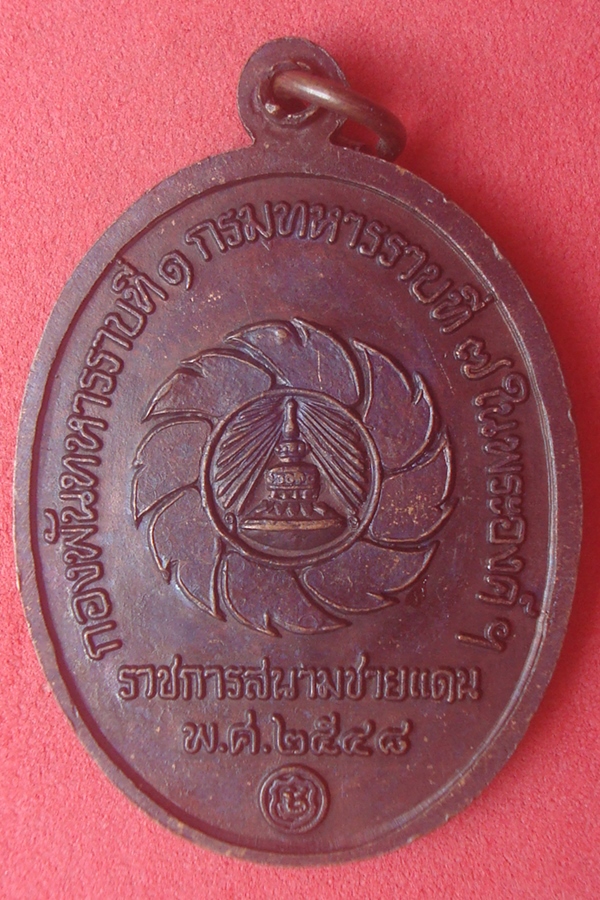 กองพันทหารราบที่ ๑ กรมทหารราบที่ ๗ ในพระองค์ ฯ
ราชการสนามชายแดน
พ.ศ.๒๕๔๘